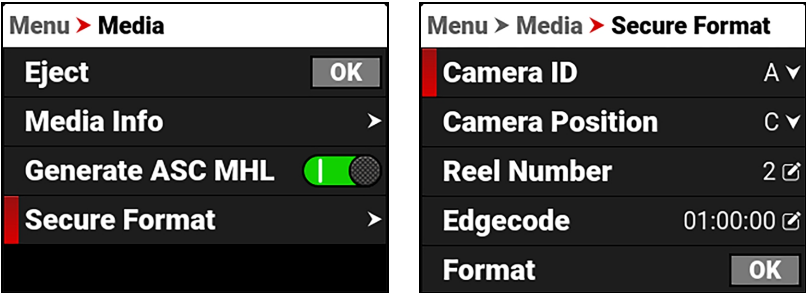 Menu ➤ Media
Eject OK
Media Info
Generate ASC MHL
Secure Format
Menu ➤ Media ➤ Secure Format
Camera ID A
Camera Position C
Reel Number 2
Edgecode 01:00:00
Format OK